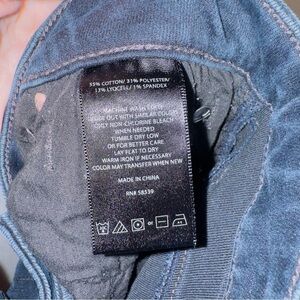 55% COTTON/ 31% POLYESTER/
12% LYOCELL/ 1% SPANDEX
MACHINE WASH COLD
INSIDE OUT WITH SIMILAR COLORS
ONLY NON-CHLORINE BLEACH
WHEN NEEDED
TUMBLE DRY LOW
OR FOR BETTER CARE
LAY FLAT TO DRY
WARM IRON IF NECESSARY
COLOR MAY TRANSFER WHEN NEW
MADE IN CHINA
RN# 58539